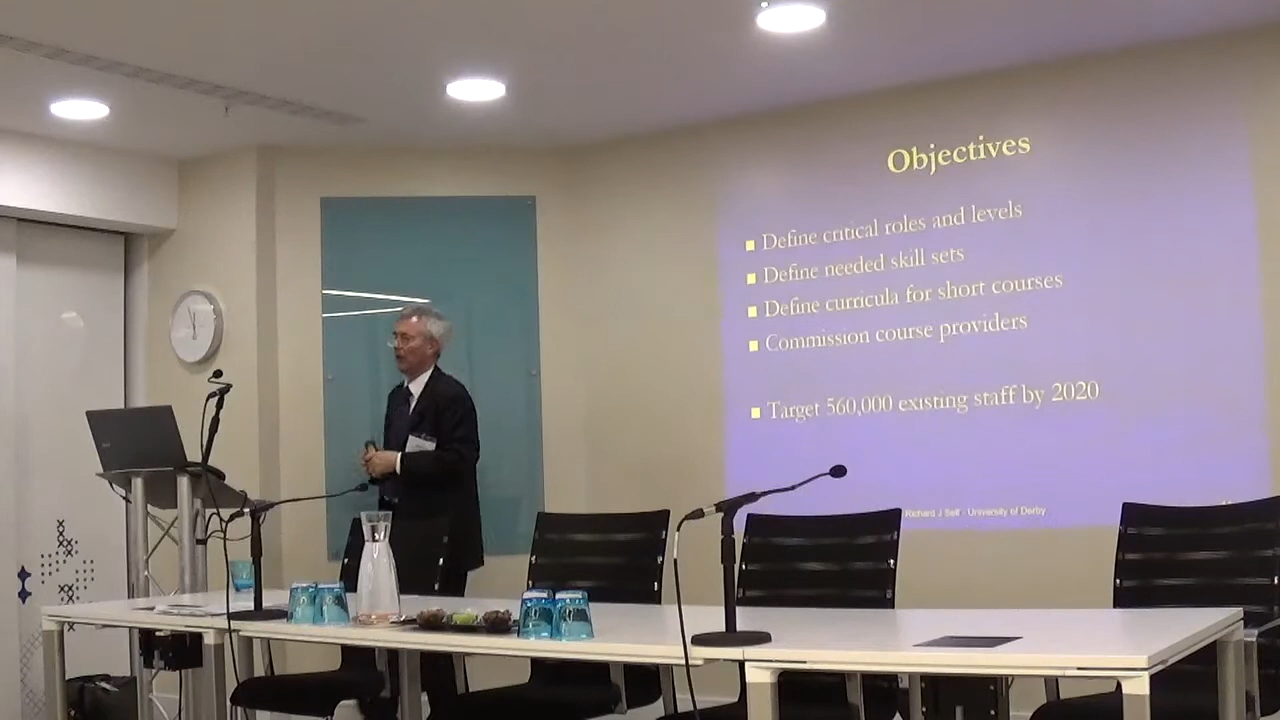 Objectives
Define critical roles and levels
Define needed skill sets
Define curricula for short courses
Commission course providers
Target 560,000 existing staff by 2020
Richard J Self - University of Derby